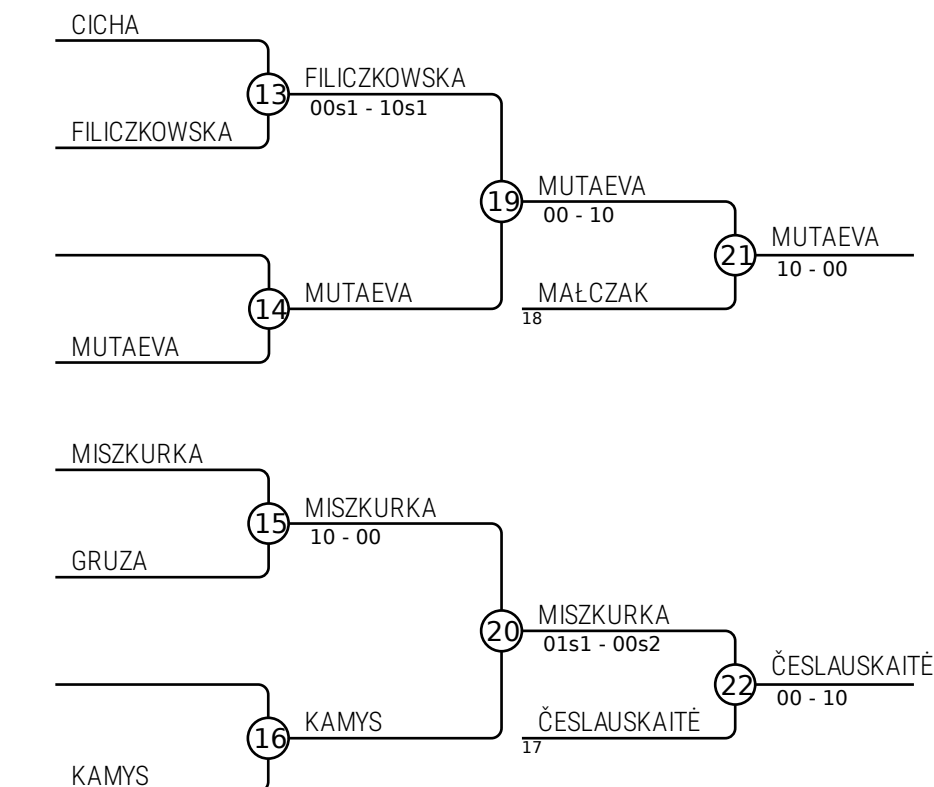 CICHA
13
FILICZKOWSKA
00s1 - 10s1
FILICZKOWSKA
19
MUTAEVA
00 - 10
21
MUTAEVA
10 - 00
14
MUTAEVA
MAŁCZAK
18
MUTAEVA
MISZKURKA
15
MISZKURKA
10 - 00
GRUZA
20
MISZKURKA
01s1 - 00s2
22
ČESLAUSKAITĖ
00 - 10
16
KAMYS
ČESLAUSKAITĖ
17
KAMYS